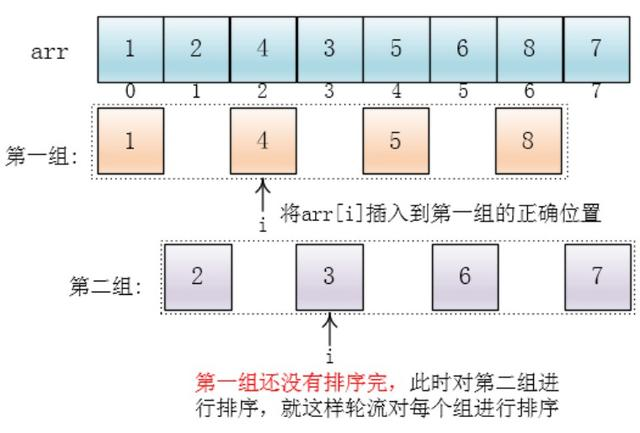 arr 1 2 4 3 5 6 8 7
0 1 2 3 4 5 6 7
第一组: 1 4 5 8
i 将arr[i]插入到第一组的正确位置
第二组: 2 3 6 7
i
第一组还没有排序完，此时对第二组进
行排序，就这样轮流对每个组进行排序